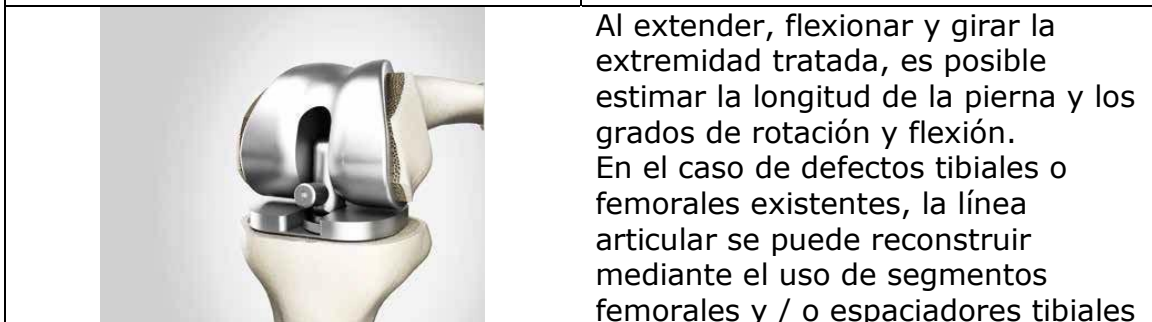 Al extender, flexionar y girar la
extremidad tratada, es posible
estimar la longitud de la pierna y los
grados de rotación y flexión.
En el caso de defectos tibiales o
femorales existentes, la línea
articular se puede reconstruir
mediante el uso de segmentos
femorales y / o espaciadores tibiales